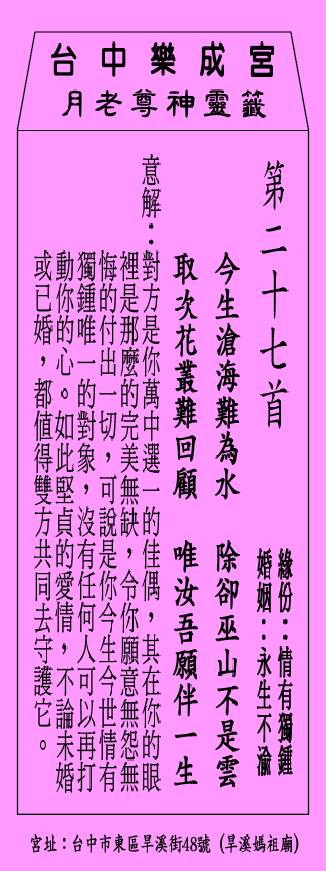 台中樂成宮
月老尊神靈籤
第二十七首
緣份：情有獨鍾
婚姻：永生不渝
今生滄海難為水　除卻巫山不是雲
取次花叢難回顧　唯汝吾願伴一生
意解：對方是你萬中選一的佳偶，其在你的眼
裡是那麼的完美無缺，令你願意無怨無
悔的付出一切，可說是你今生今世情有
獨鍾唯一的對象，沒有任何人可以再打
動你的心。如此堅貞的愛情，不論未婚
或已婚，都值得雙方共同去守護它。
宮址：台中市東區旱溪街48號（旱溪媽祖廟）